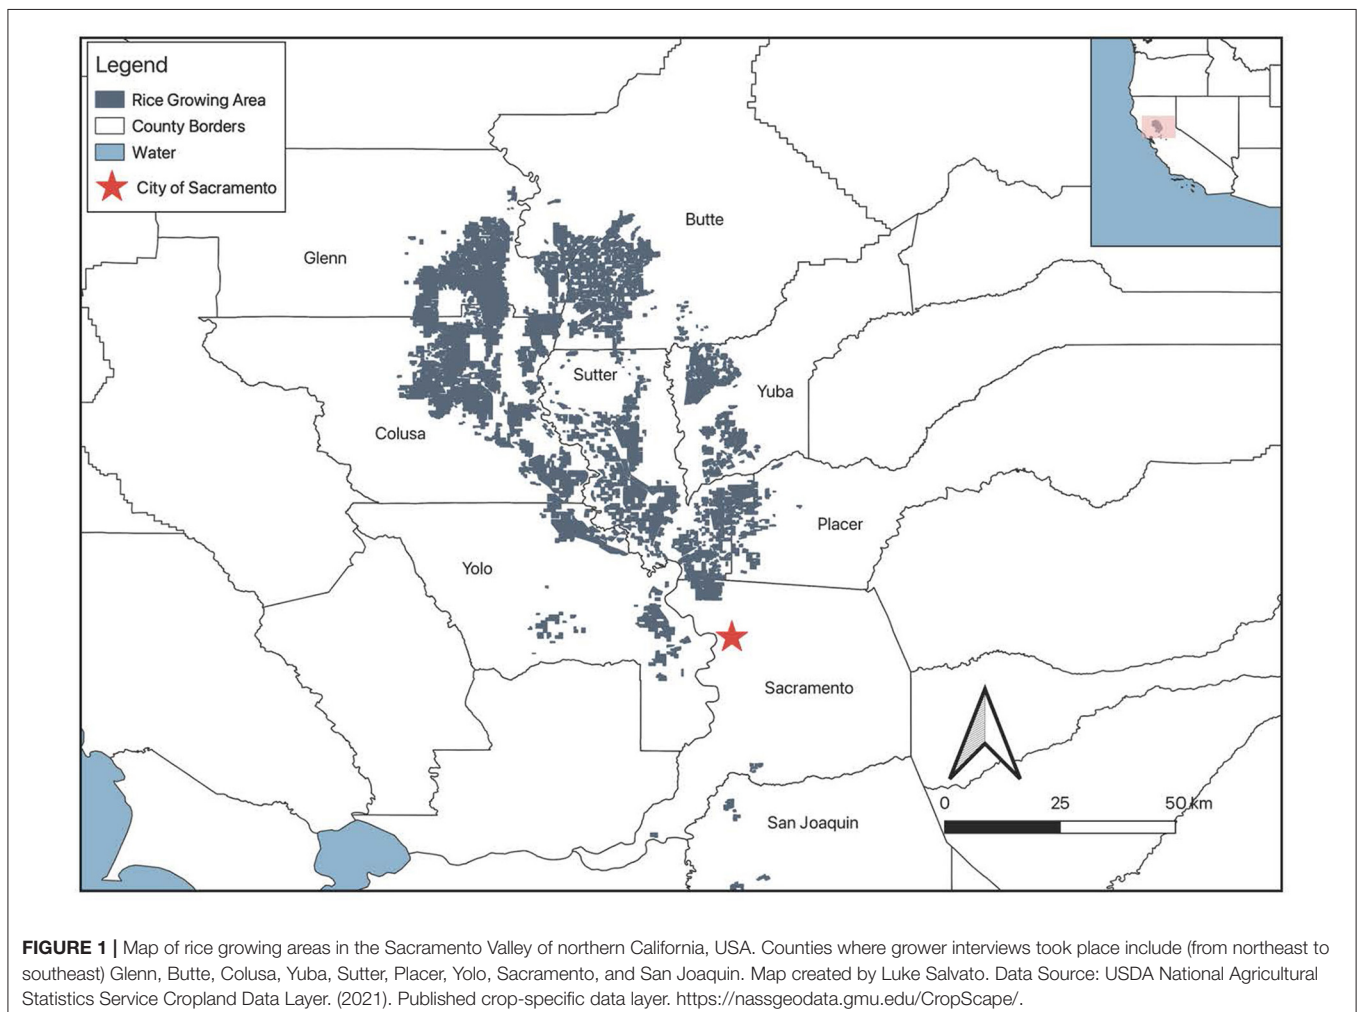 Legend
Rice Growing Area
County Borders
Water
City of Sacramento
Butte
Glenn
Sutter
Yuba
Colusa
Placer
Yolo
Sacramento
San Joaquin
0 25 50 km
FIGURE 1 | Map of rice growing areas in the Sacramento Valley of northern California, USA. Counties where grower interviews took place include (from northeast to
southeast) Glenn, Butte, Colusa, Yuba, Sutter, Placer, Yolo, Sacramento, and San Joaquin. Map created by Luke Salvato. Data Source: USDA National Agricultural
Statistics Service Cropland Data Layer. (2021). Published crop-specific data layer. https://nassgeodata.gmu.edu/CropScape/.